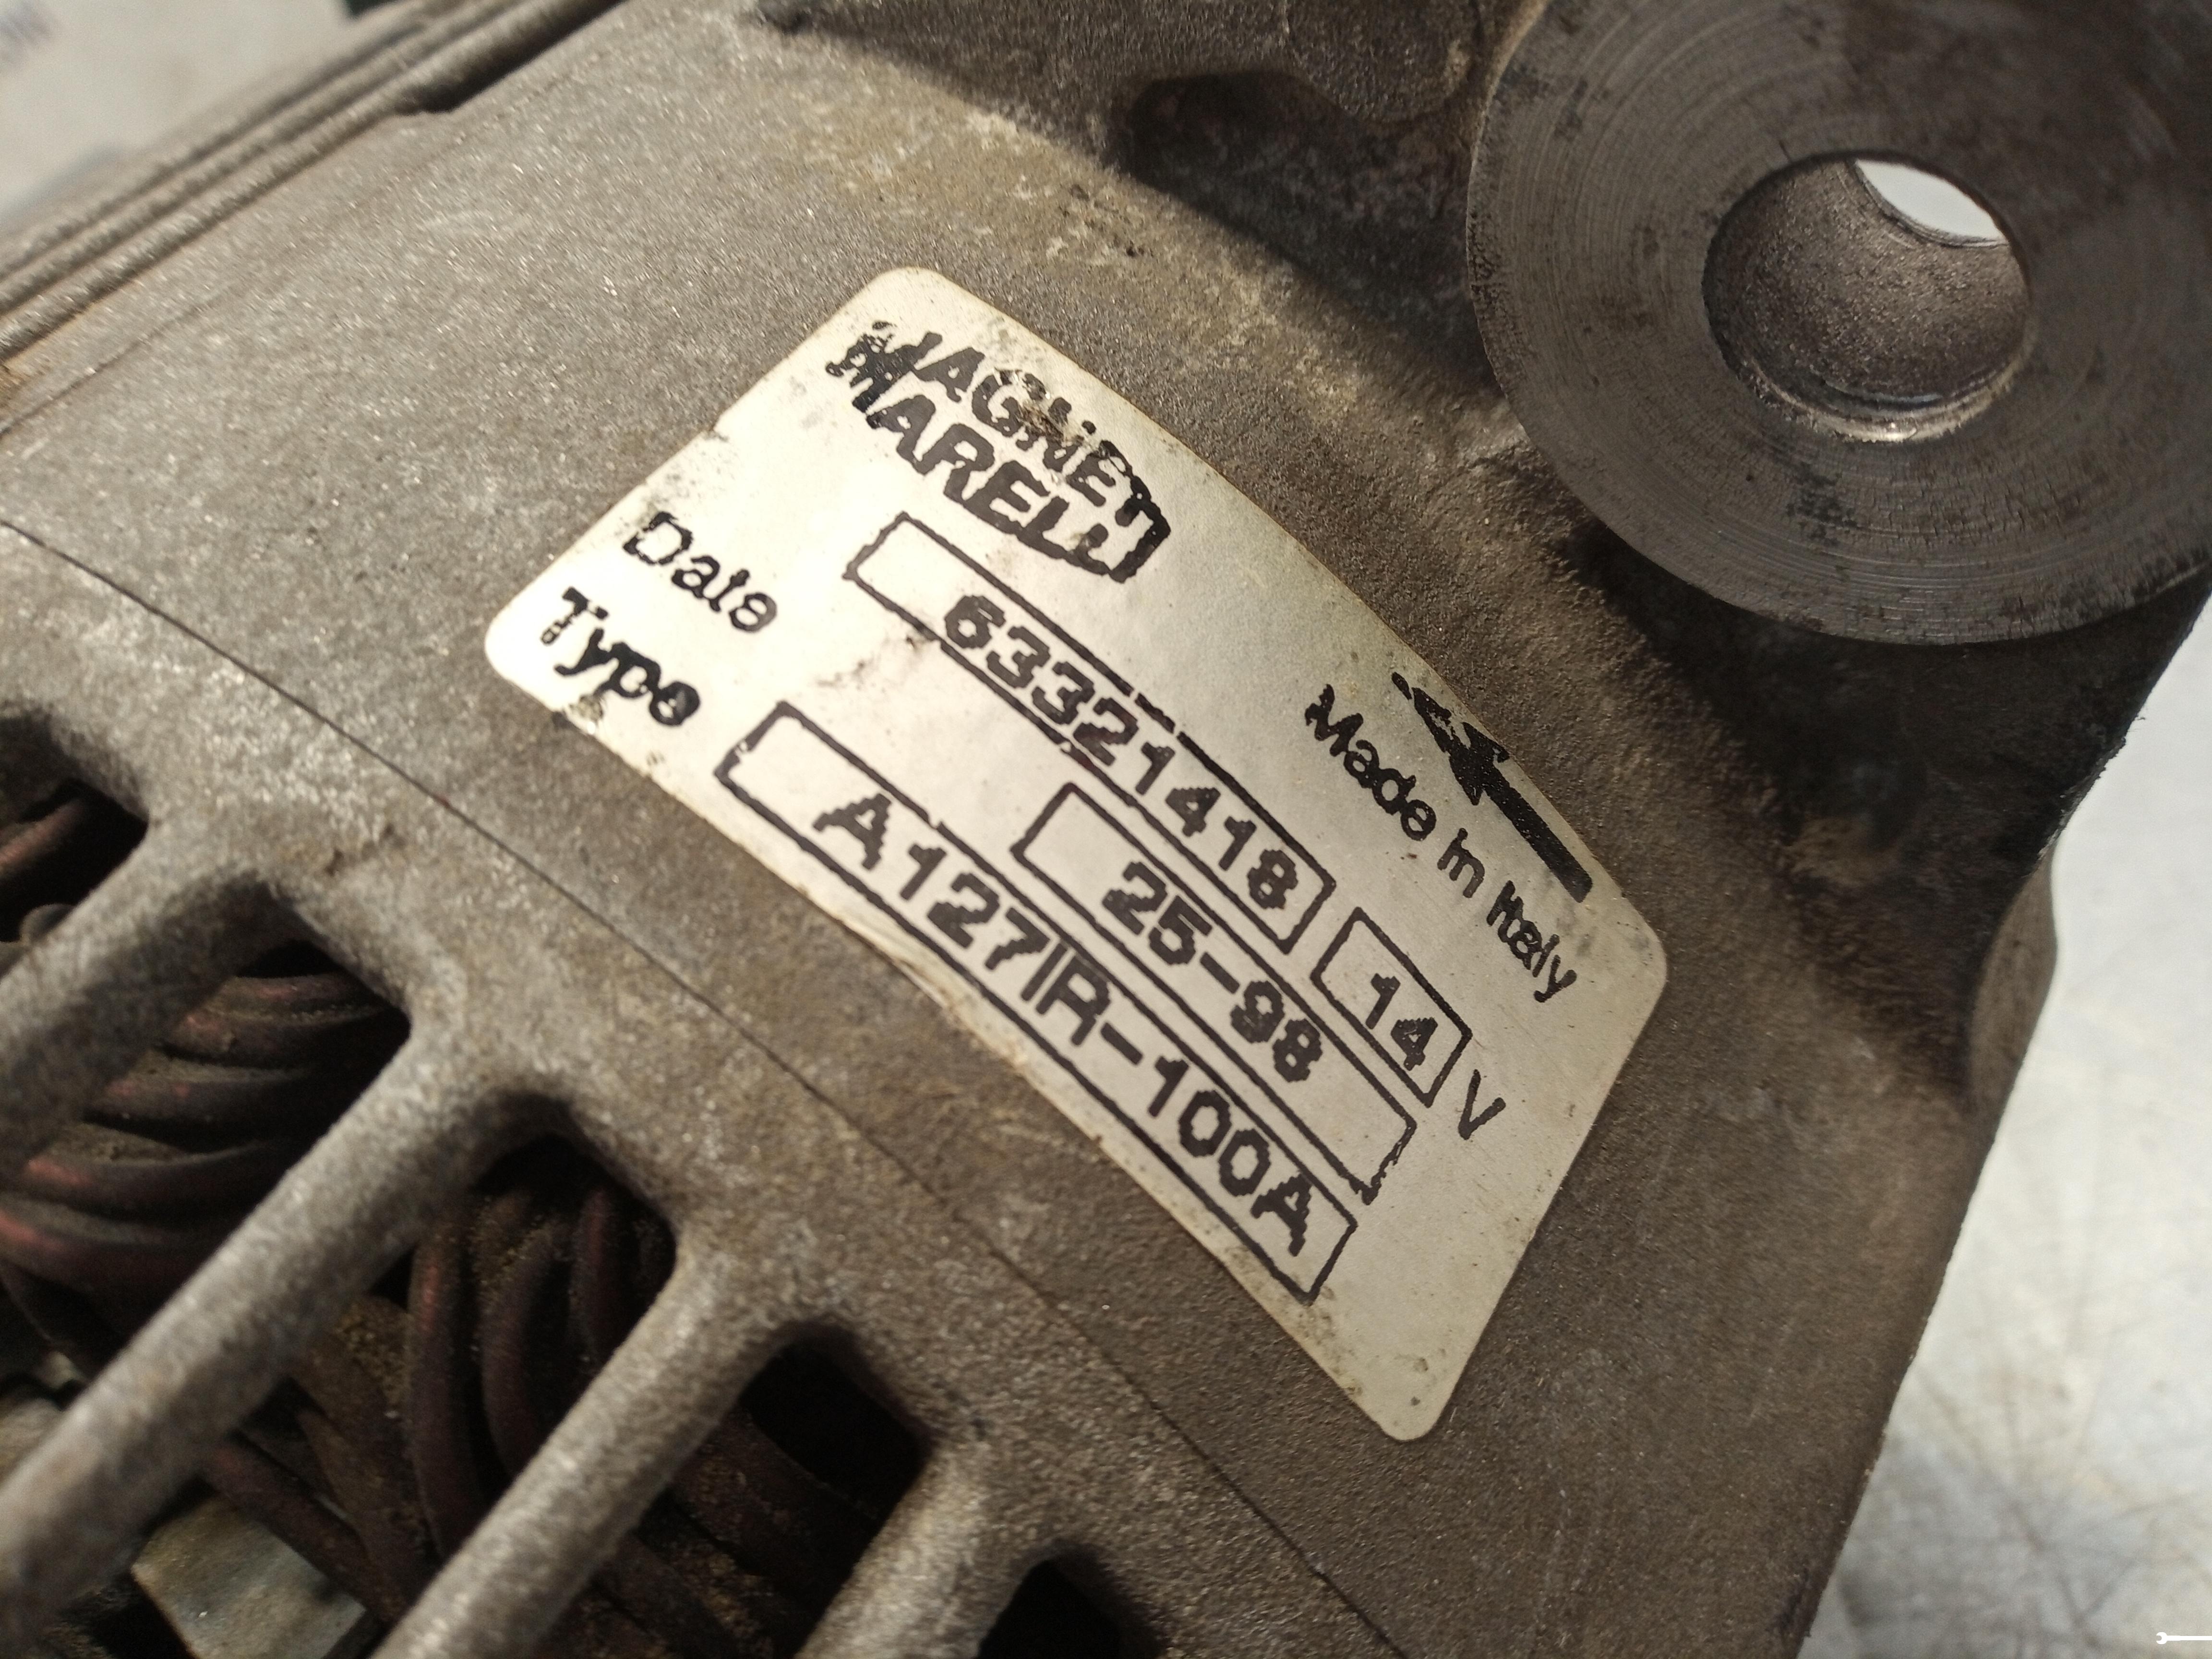 MAGNETI
MARELLI
Made in Italy
63321418 14 V
Date 25-98
Type A127IR-100A